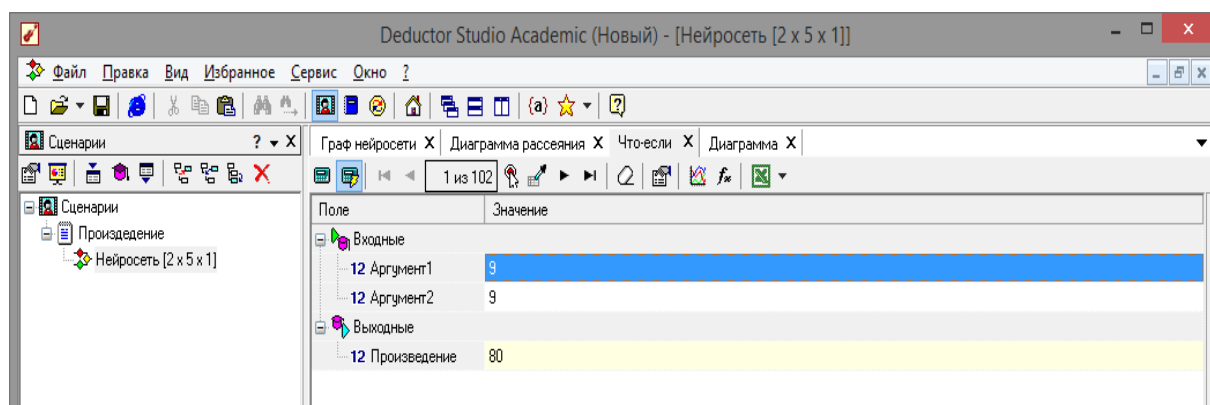 Deductor Studio Academic (Новый) - [Нейросеть [2 x 5 x 1]]
Файл Правка Вид Избранное Сервис Окно ?
Сценарии ? X
Граф нейросети X Диаграмма рассеяния X Что-если X Диаграмма X
1 из 102
Сценарии
Произдедение
Нейросеть [2 x 5 x 1]
Поле Значение
Входные
12 Аргумент1 9
12 Аргумент2 9
Выходные
12 Произведение 80